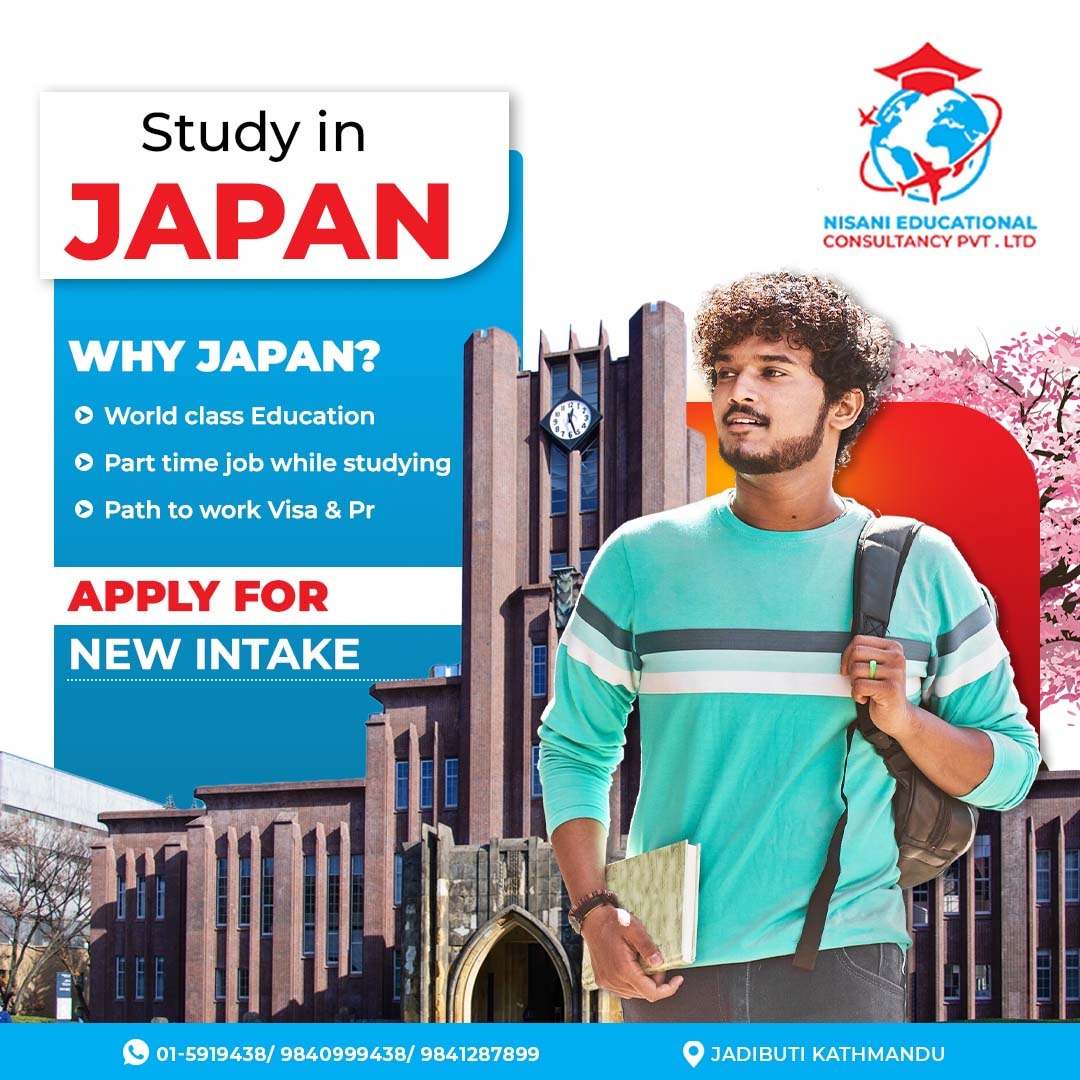 Study in
JAPAN
NISANI EDUCATIONAL
CONSULTANCY PVT . LTD
WHY JAPAN?
World class Education
Part time job while studying
Path to work Visa & Pr
APPLY FOR
NEW INTAKE
01-5919438/ 9840999438/ 9841287899
JADIBUTI KATHMANDU